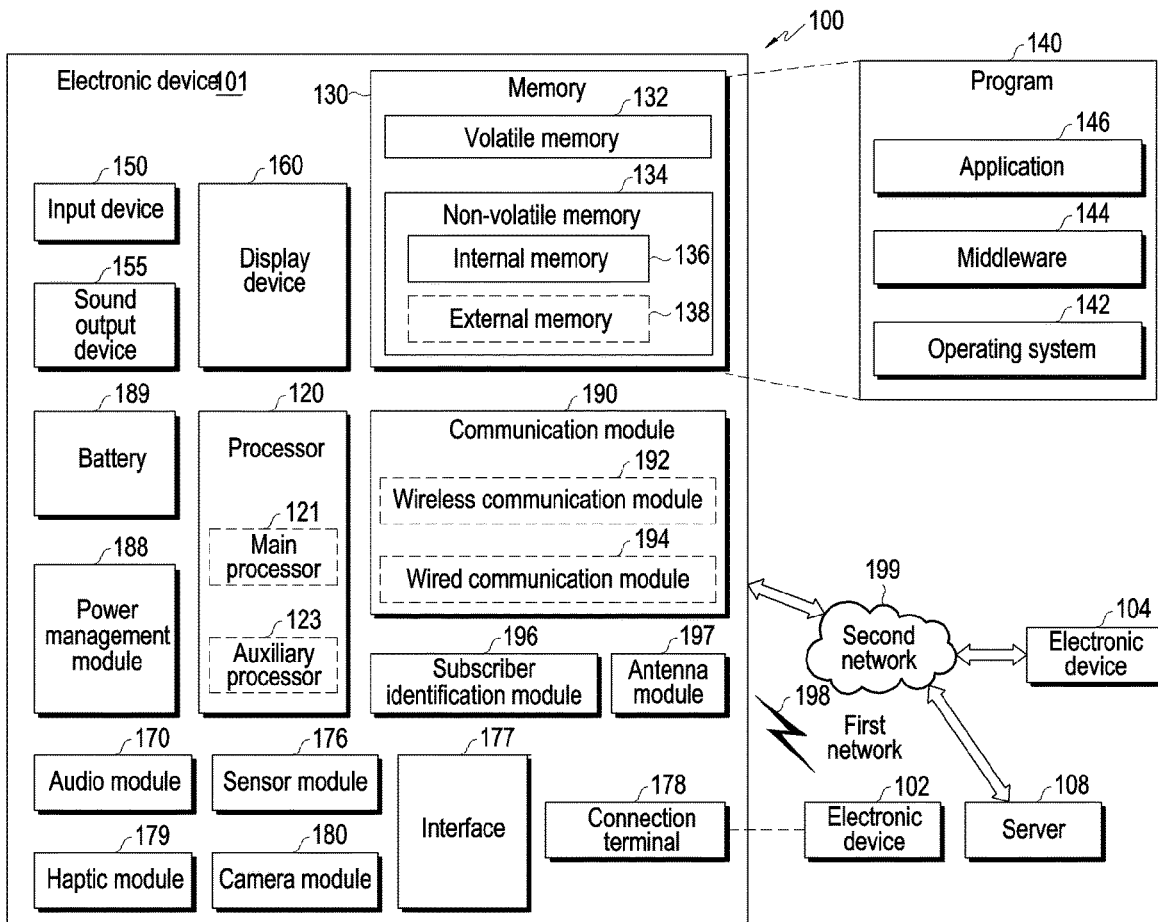 100
Electronic device 101
130
Memory
132
Volatile memory
134
Non-volatile memory
Internal memory
136
External memory
138
140
Program
146
Application
144
Middleware
142
Operating system
150
Input device
160
Display
device
155
Sound
output
device
189
Battery
120
Processor
121
Main
processor
123
Auxiliary
processor
190
Communication module
192
Wireless communication module
194
Wired communication module
188
Power
management
module
196
Subscriber
identification module
197
Antenna
module
199
Second
network
104
Electronic
device
198
First
network
170
Audio module
176
Sensor module
177
Interface
178
Connection
terminal
102
Electronic
device
108
Server
179
Haptic module
180
Camera module